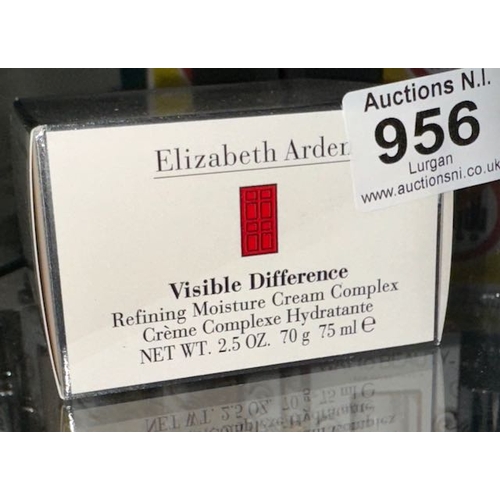 Elizabeth Arden
Visible Difference
Refining Moisture Cream Complex
Crème Complexe Hydratante
NET WT. 2.5 OZ. 70 g 75 ml ℮
Auctions N.I.
956
Lurgan
www.auctionsni.co.uk